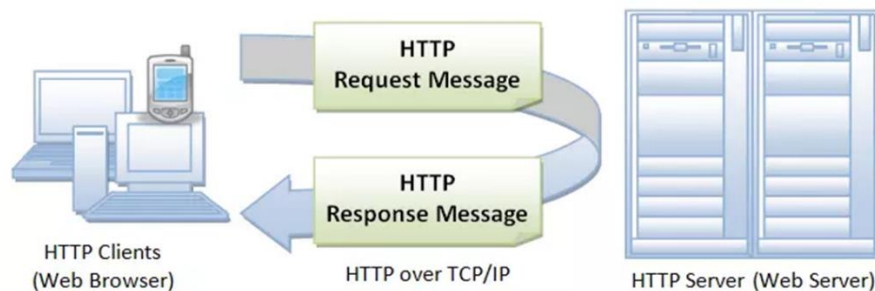 HTTP
Request Message
HTTP
Response Message
HTTP Clients
(Web Browser)
HTTP over TCP/IP
HTTP Server (Web Server)